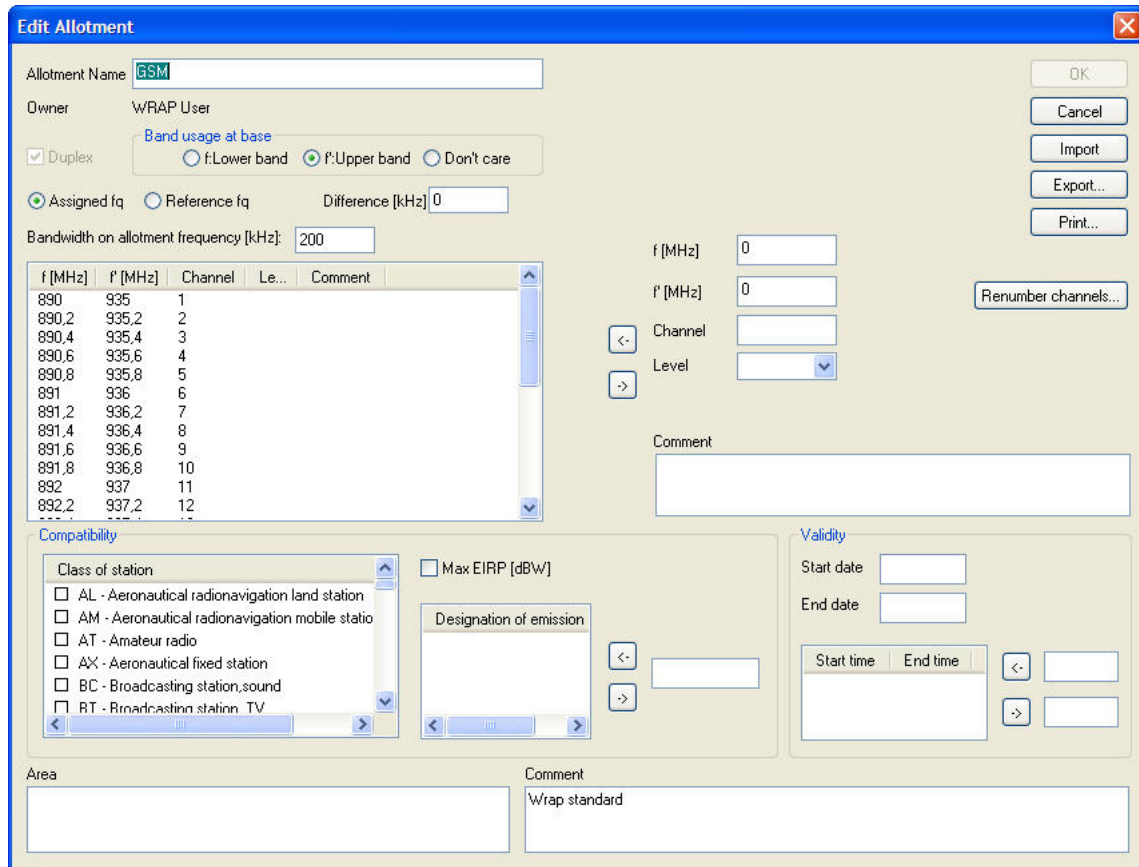 Edit Allotment
Allotment Name GSM
OK
Owner WRAP User
Cancel
Band usage at base
Duplex f:Lower band f':Upper band Don't care
Import
Assigned fq Reference fq Difference [kHz] 0
Export...
Print...
Bandwidth on allotment frequency [kHz]: 200
f [MHz] 0
f' [MHz] 0
Renumber channels...
Channel
Level
f [MHz] f' [MHz] Channel Le... Comment
890 935 1
890,2 935,2 2
890,4 935,4 3
890,6 935,6 4
890,8 935,8 5
891 936 6
891,2 936,2 7
891,4 936,4 8
891,6 936,6 9
891,8 936,8 10
892 937 11
892,2 937,2 12
<-
->
Comment
Compatibility
Class of station
AL - Aeronautical radionavigation land station
AM - Aeronautical radionavigation mobile statio
AT - Amateur radio
AX - Aeronautical fixed station
BC - Broadcasting station,sound
BT - Broadcasting station, TV
Max EIRP [dBW]
Designation of emission
<-
->
Validity
Start date
End date
Start time End time
<-
->
Area
Comment
Wrap standard